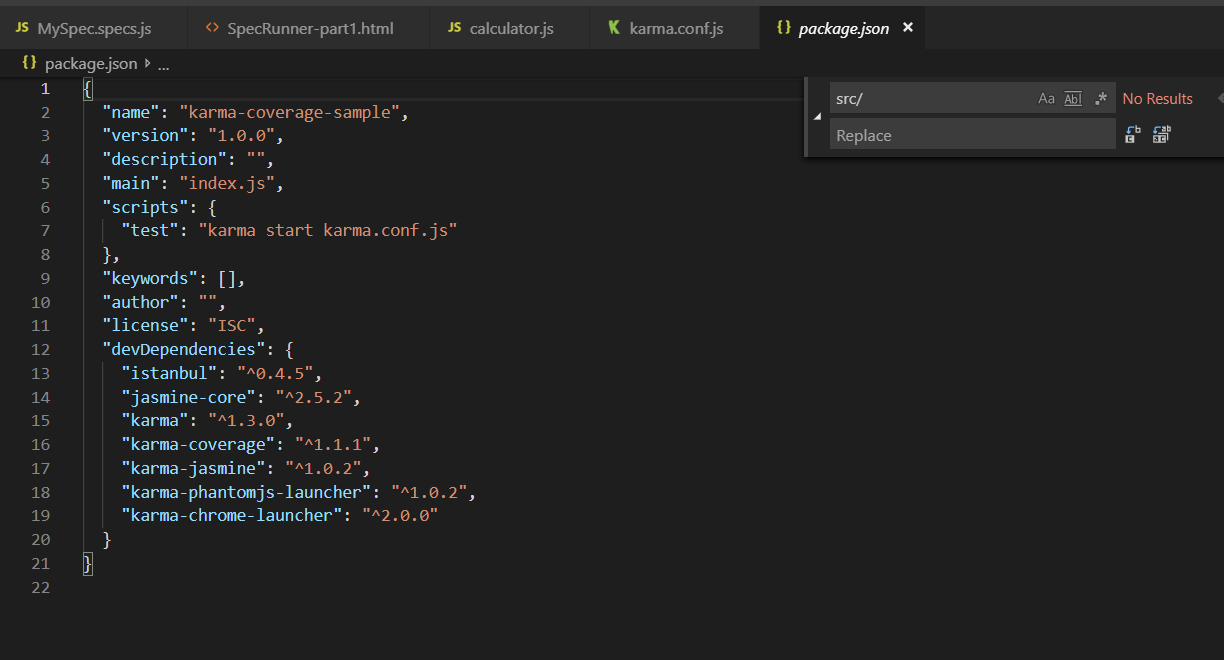 JS MySpec.specs.js <> SpecRunner-part1.html JS calculator.js K karma.conf.js {} package.json ×
{} package.json ...
src/ Aa Abl .* No Results
Replace
1 {
2 "name": "karma-coverage-sample",
3 "version": "1.0.0",
4 "description": "",
5 "main": "index.js",
6 "scripts": {
7 "test": "karma start karma.conf.js"
8 },
9 "keywords": [],
10 "author": "",
11 "license": "ISC",
12 "devDependencies": {
13 "istanbul": "^0.4.5",
14 "jasmine-core": "^2.5.2",
15 "karma": "^1.3.0",
16 "karma-coverage": "^1.1.1",
17 "karma-jasmine": "^1.0.2",
18 "karma-phantomjs-launcher": "^1.0.2",
19 "karma-chrome-launcher": "^2.0.0"
20 }
21 }
22